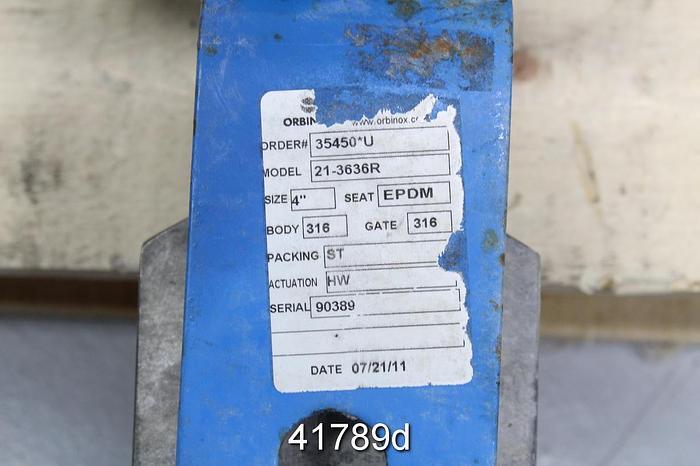 ORBIN www.orbinox.c
ORDER# 35450*U
MODEL 21-3636R
SIZE 4" SEAT EPDM
BODY 316 GATE 316
PACKING ST
ACTUATION HW
SERIAL 90389
DATE 07/21/11
41789d